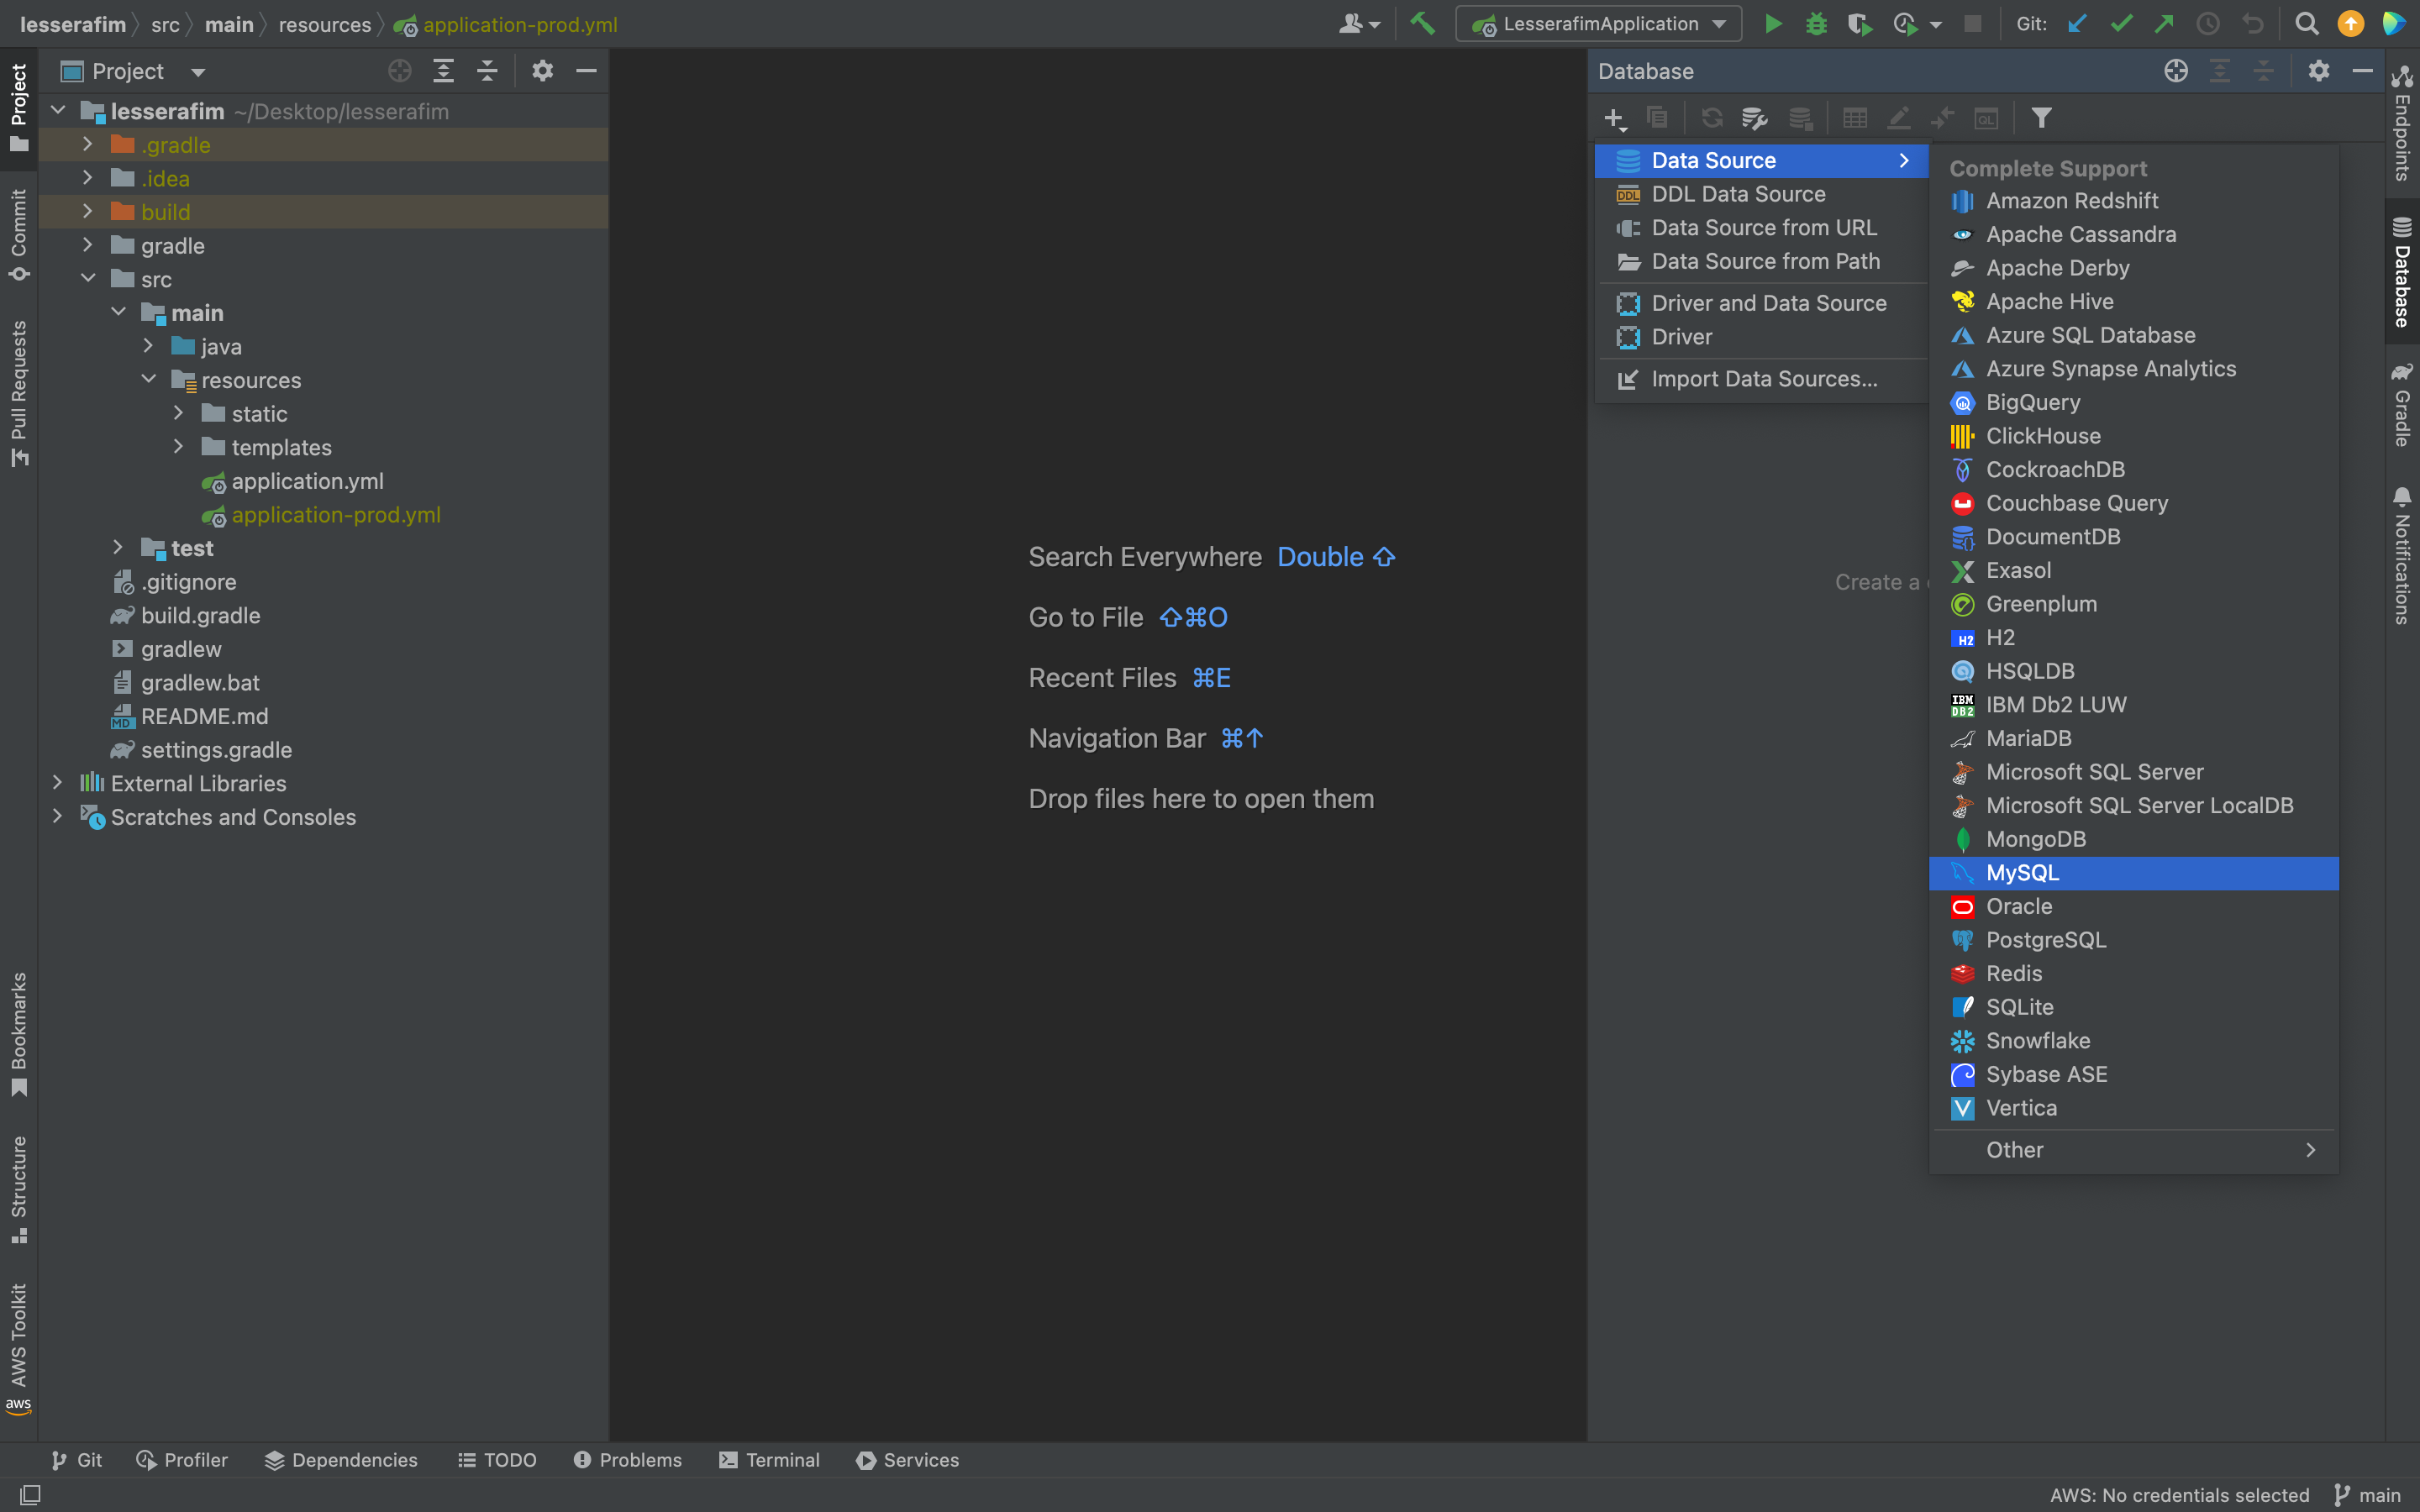 lesserafim src main resources application-prod.yml
LesserafimApplication
Git:
Project
Commit
Pull Requests
Bookmarks
Structure
AWS Toolkit
aws
Project
lesserafim ~/Desktop/lesserafim
.gradle
.idea
build
gradle
src
main
java
resources
static
templates
application.yml
application-prod.yml
test
.gitignore
build.gradle
gradlew
gradlew.bat
MD README.md
settings.gradle
External Libraries
Scratches and Consoles
Search Everywhere Double ⇧
Go to File ⇧⌘O
Recent Files ⌘E
Navigation Bar ⌘↑
Drop files here to open them
Database
QL
Data Source
DDL DDL Data Source
Data Source from URL
Data Source from Path
Driver and Data Source
Driver
Import Data Sources...
Create a
Complete Support
Amazon Redshift
Apache Cassandra
Apache Derby
Apache Hive
Azure SQL Database
Azure Synapse Analytics
BigQuery
ClickHouse
CockroachDB
Couchbase Query
DocumentDB
Exasol
Greenplum
H2 H2
HSQLDB
IBM DB2 IBM Db2 LUW
MariaDB
Microsoft SQL Server
Microsoft SQL Server LocalDB
MongoDB
MySQL
Oracle
PostgreSQL
Redis
SQLite
Snowflake
Sybase ASE
V Vertica
Other
Endpoints
Database
Gradle
Notifications
Git Profiler Dependencies TODO Problems Terminal Services
AWS: No credentials selected main